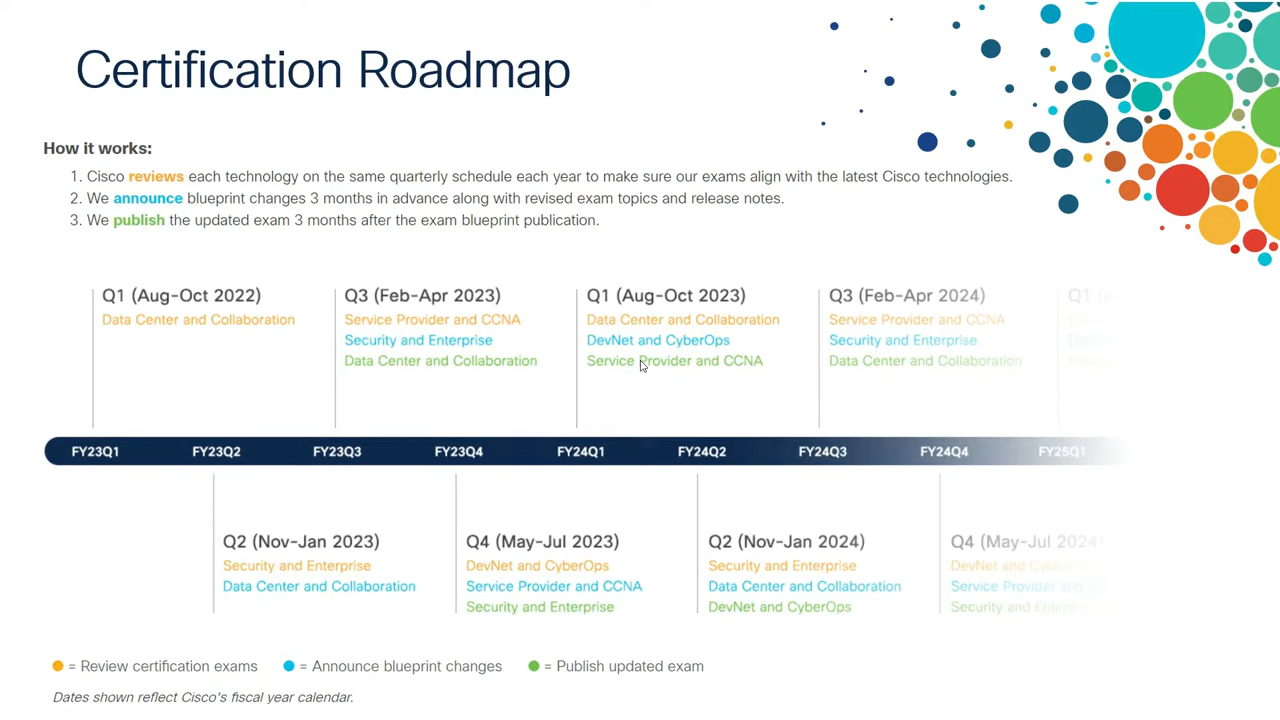 Certification Roadmap
How it works:
1. Cisco reviews each technology on the same quarterly schedule each year to make sure our exams align with the latest Cisco technologies.
2. We announce blueprint changes 3 months in advance along with revised exam topics and release notes.
3. We publish the updated exam 3 months after the exam blueprint publication.
Q1 (Aug-Oct 2022)
Data Center and Collaboration
Q3 (Feb-Apr 2023)
Service Provider and CCNA
Security and Enterprise
Data Center and Collaboration
Q1 (Aug-Oct 2023)
Data Center and Collaboration
DevNet and CyberOps
Service Provider and CCNA
Q3 (Feb-Apr 2024)
Service Provider and CCNA
Security and Enterprise
Data Center and Collaboration
Q1
FY23Q1 FY23Q2 FY23Q3 FY23Q4 FY24Q1 FY24Q2 FY24Q3 FY24Q4 FY25Q1
Q2 (Nov-Jan 2023)
Security and Enterprise
Data Center and Collaboration
Q4 (May-Jul 2023)
DevNet and CyberOps
Service Provider and CCNA
Security and Enterprise
Q2 (Nov-Jan 2024)
Security and Enterprise
Data Center and Collaboration
DevNet and CyberOps
Q4 (May-Jul 2024)
DevNet and
Service Provider
Security and
= Review certification exams = Announce blueprint changes = Publish updated exam
Dates shown reflect Cisco's fiscal year calendar.